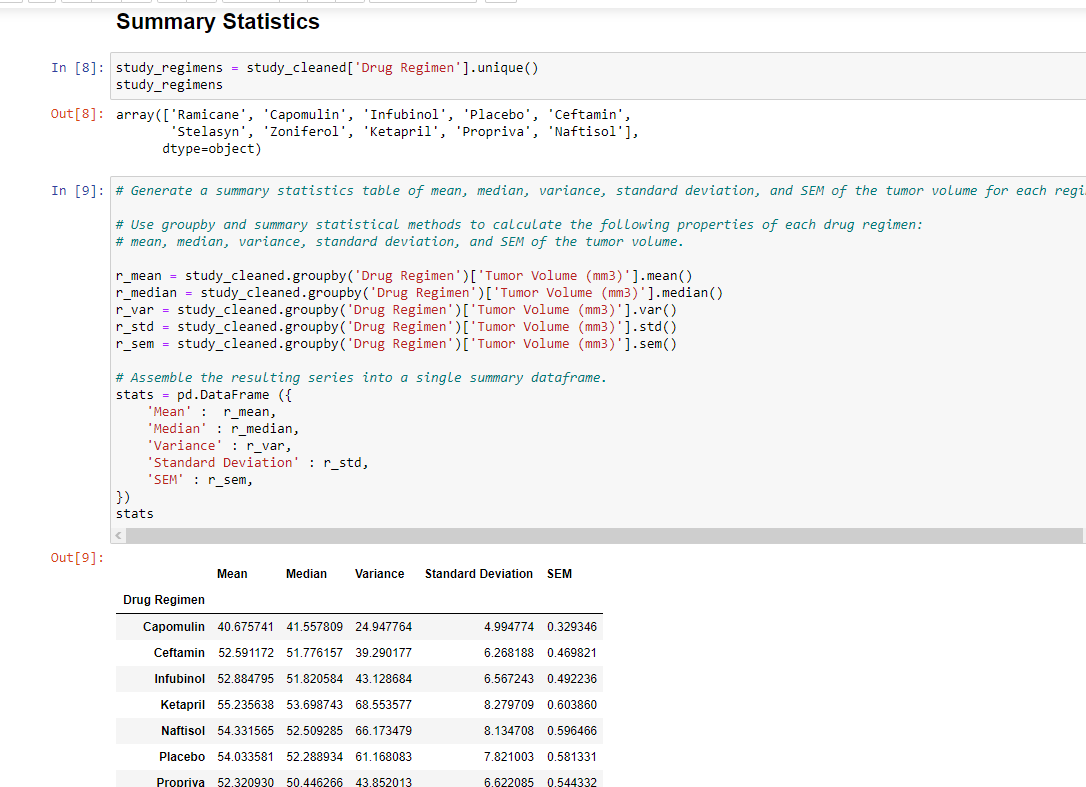 Summary Statistics
In [8]: study_regimens = study_cleaned['Drug Regimen'].unique()
study_regimens
Out[8]: array(['Ramicane', 'Capomulin', 'Infubinol', 'Placebo', 'Ceftamin',
'Stelasyn', 'Zoniferol', 'Ketapril', 'Propriva', 'Naftisol'],
dtype=object)
In [9]: # Generate a summary statistics table of mean, median, variance, standard deviation, and SEM of the tumor volume for each regi
# Use groupby and summary statistical methods to calculate the following properties of each drug regimen:
# mean, median, variance, standard deviation, and SEM of the tumor volume.
r_mean = study_cleaned.groupby('Drug Regimen')['Tumor Volume (mm3)'].mean()
r_median = study_cleaned.groupby('Drug Regimen')['Tumor Volume (mm3)'].median()
r_var = study_cleaned.groupby('Drug Regimen')['Tumor Volume (mm3)'].var()
r_std = study_cleaned.groupby('Drug Regimen')['Tumor Volume (mm3)'].std()
r_sem = study_cleaned.groupby('Drug Regimen')['Tumor Volume (mm3)'].sem()
# Assemble the resulting series into a single summary dataframe.
stats = pd.DataFrame ({
'Mean' :  r_mean,
'Median' : r_median,
'Variance' : r_var,
'Standard Deviation' : r_std,
'SEM' : r_sem,
})
stats
Out[9]:
Mean Median Variance Standard Deviation SEM
Drug Regimen
Capomulin 40.675741 41.557809 24.947764 4.994774 0.329346
Ceftamin 52.591172 51.776157 39.290177 6.268188 0.469821
Infubinol 52.884795 51.820584 43.128684 6.567243 0.492236
Ketapril 55.235638 53.698743 68.553577 8.279709 0.603860
Naftisol 54.331565 52.509285 66.173479 8.134708 0.596466
Placebo 54.033581 52.288934 61.168083 7.821003 0.581331
Propriva 52.320930 50.446266 43.852013 6.622085 0.544332